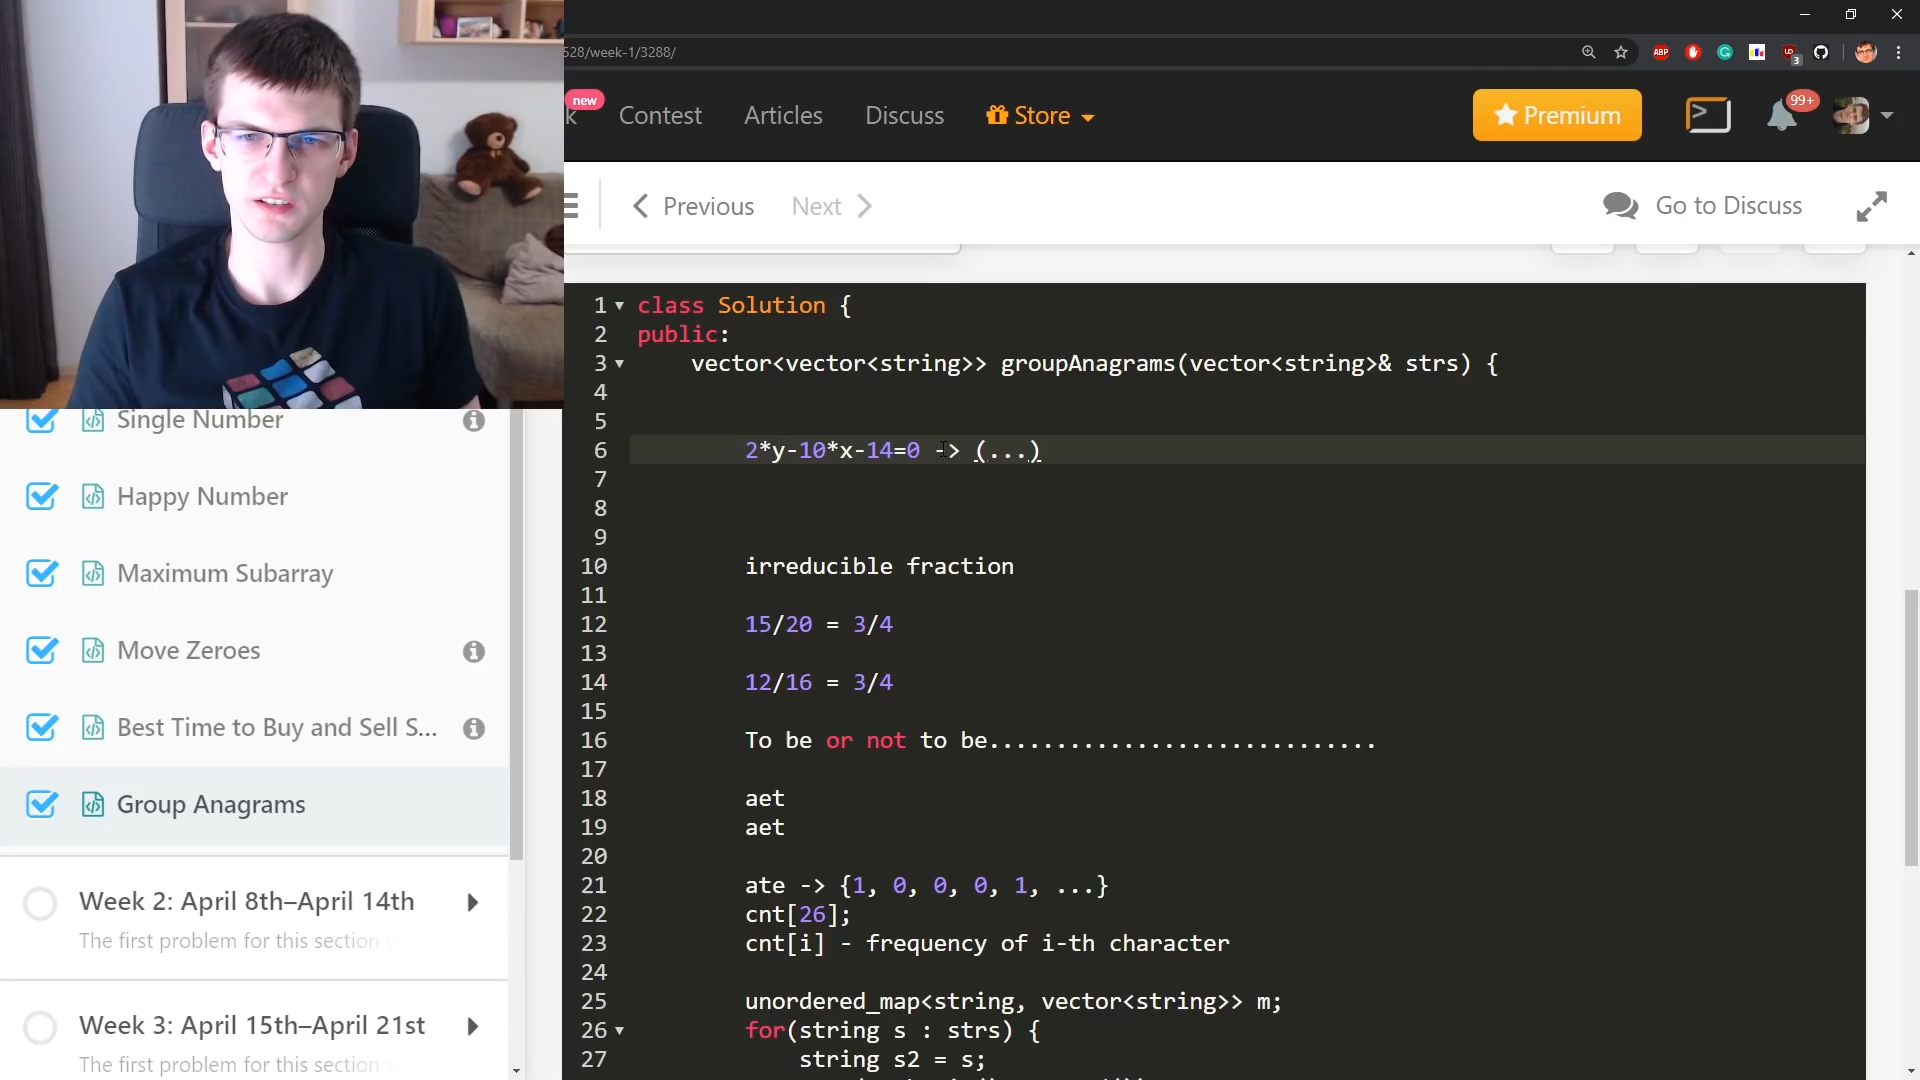 528/week-1/3288/
ABP
UD
3
k
new
Contest
Articles
Discuss
Store
Premium
99+
Previous
Next
Go to Discuss
Single Number
Happy Number
Maximum Subarray
Move Zeroes
Best Time to Buy and Sell S...
Group Anagrams
Week 2: April 8th–April 14th
The first problem for this section
Week 3: April 15th–April 21st
The first problem for this section
1 class Solution {
2 public:
3 vector<vector<string>> groupAnagrams(vector<string>& strs) {
4
5
6 2*y-10*x-14=0 -> (...)
7
8
9
10 irreducible fraction
11
12 15/20 = 3/4
13
14 12/16 = 3/4
15
16 To be or not to be.............................
17
18 aet
19 aet
20
21 ate -> {1, 0, 0, 0, 1, ...}
22 cnt[26];
23 cnt[i] - frequency of i-th character
24
25 unordered_map<string, vector<string>> m;
26 for(string s : strs) {
27 string s2 = s;